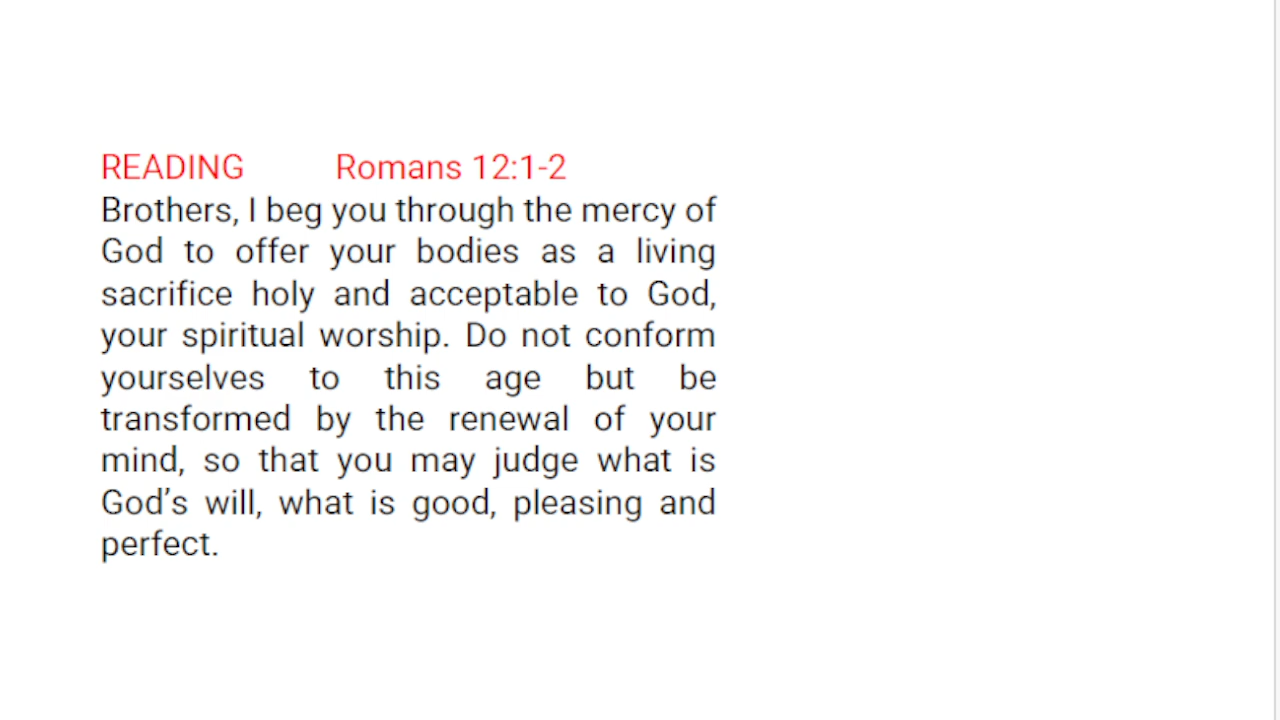 READING Romans 12:1-2
Brothers, I beg you through the mercy of
God to offer your bodies as a living
sacrifice holy and acceptable to God,
your spiritual worship. Do not conform
yourselves to this age but be
transformed by the renewal of your
mind, so that you may judge what is
God’s will, what is good, pleasing and
perfect.